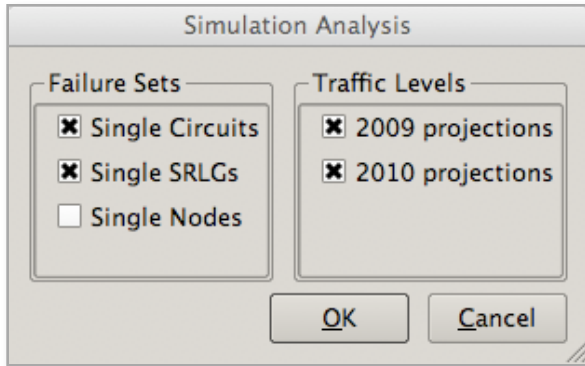 Simulation Analysis
Failure Sets
Single Circuits
Single SRLGs
Single Nodes
Traffic Levels
2009 projections
2010 projections
OK
Cancel